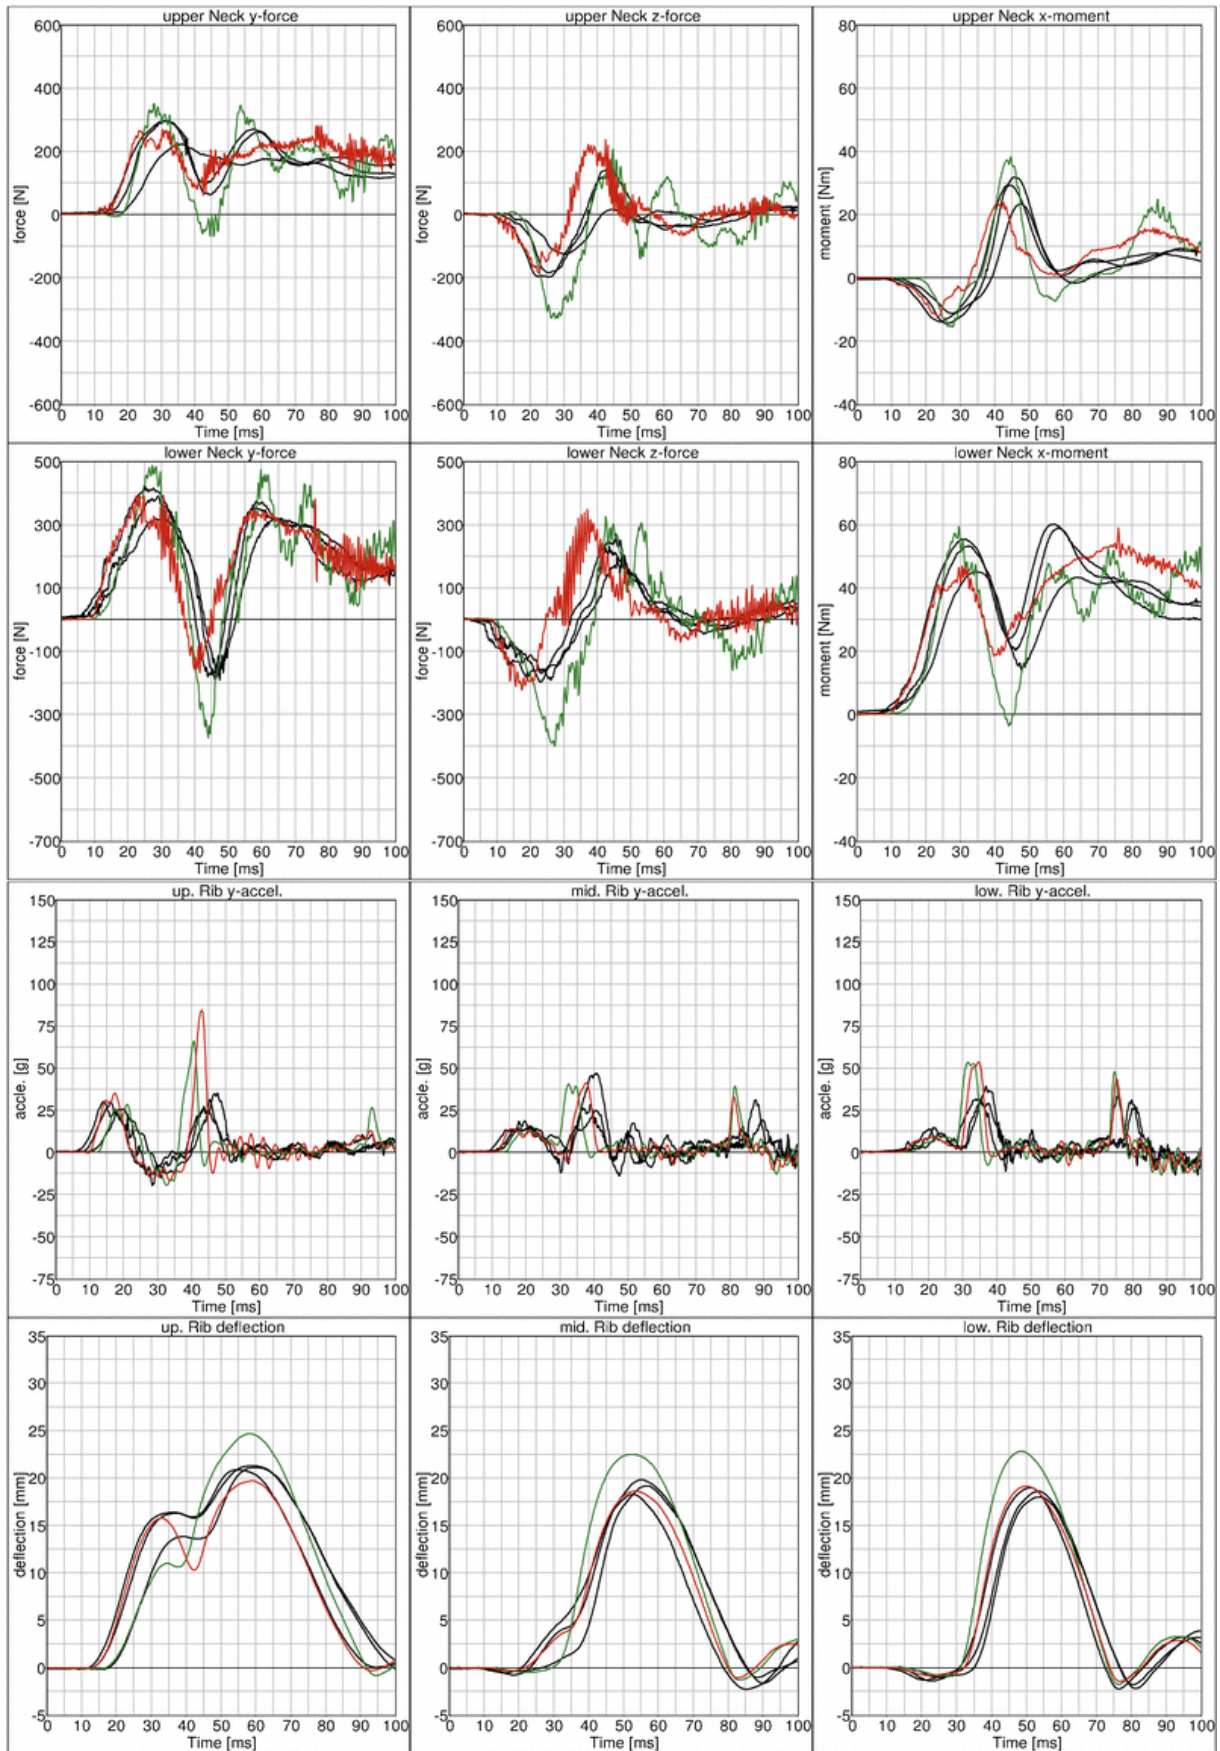 upper Neck y-force
upper Neck z-force
upper Neck x-moment
600
400
200
0
-200
-400
-600
force [N]
0 10 20 30 40 50 60 70 80 90 100
Time [ms]
600
400
200
0
-200
-400
-600
force [N]
0 10 20 30 40 50 60 70 80 90 100
Time [ms]
80
60
40
20
0
-20
-40
moment [Nm]
0 10 20 30 40 50 60 70 80 90 100
Time [ms]
lower Neck y-force
lower Neck z-force
lower Neck x-moment
500
300
100
-100
-300
-500
-700
force [N]
0 10 20 30 40 50 60 70 80 90 100
Time [ms]
500
300
100
-100
-300
-500
-700
force [N]
0 10 20 30 40 50 60 70 80 90 100
Time [ms]
80
60
40
20
0
-20
-40
moment [Nm]
0 10 20 30 40 50 60 70 80 90 100
Time [ms]
up. Rib y-accel.
mid. Rib y-accel.
low. Rib y-accel.
150
125
100
75
50
25
0
-25
-50
-75
accle. [g]
0 10 20 30 40 50 60 70 80 90 100
Time [ms]
150
125
100
75
50
25
0
-25
-50
-75
accle. [g]
0 10 20 30 40 50 60 70 80 90 100
Time [ms]
150
125
100
75
50
25
0
-25
-50
-75
accle. [g]
0 10 20 30 40 50 60 70 80 90 100
Time [ms]
up. Rib deflection
mid. Rib deflection
low. Rib deflection
35
30
25
20
15
10
5
0
-5
deflection [mm]
0 10 20 30 40 50 60 70 80 90 100
Time [ms]
35
30
25
20
15
10
5
0
-5
deflection [mm]
0 10 20 30 40 50 60 70 80 90 100
Time [ms]
35
30
25
20
15
10
5
0
-5
deflection [mm]
0 10 20 30 40 50 60 70 80 90 100
Time [ms]